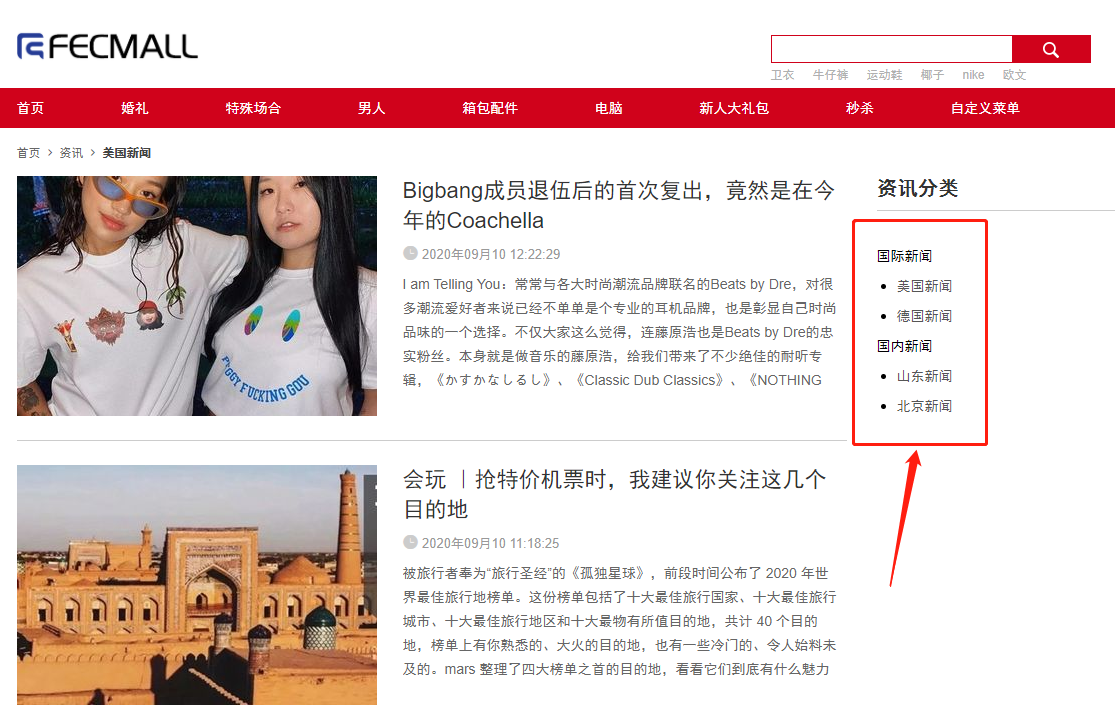 FECMALL
卫衣 牛仔裤 运动鞋 椰子 nike 欧文
首页 婚礼 特殊场合 男人 箱包配件 电脑 新人大礼包 秒杀 自定义菜单
首页 > 资讯 > 美国新闻
Bigbang成员退伍后的首次复出，竟然是在今
年的Coachella
2020年09月10 12:22:29
I am Telling You：常常与各大时尚潮流品牌联名的Beats by Dre，对很
多潮流爱好者来说已经不单单是个专业的耳机品牌，也是彰显自己时尚
品味的一个选择。不仅大家这么觉得，连藤原浩也是Beats by Dre的忠
实粉丝。本身就是做音乐的藤原浩，给我们带来了不少绝佳的耐听专
辑，《かすかなしるし》、《Classic Dub Classics》、《NOTHING
PEGGY FUCKING GOU
会玩 ｜抢特价机票时，我建议你关注这几个
目的地
2020年09月10 11:18:25
被旅行者奉为“旅行圣经”的《孤独星球》，前段时间公布了 2020 年世
界最佳旅行地榜单。这份榜单包括了十大最佳旅行国家、十大最佳旅行
城市、十大最佳旅行地区和十大最物有所值目的地，共计 40 个目的
地，榜单上有你熟悉的、大火的目的地，也有一些冷门的、令人始料未
及的。mars 整理了四大榜单之首的目的地，看看它们到底有什么魅力
资讯分类
国际新闻
• 美国新闻
• 德国新闻
国内新闻
• 山东新闻
• 北京新闻